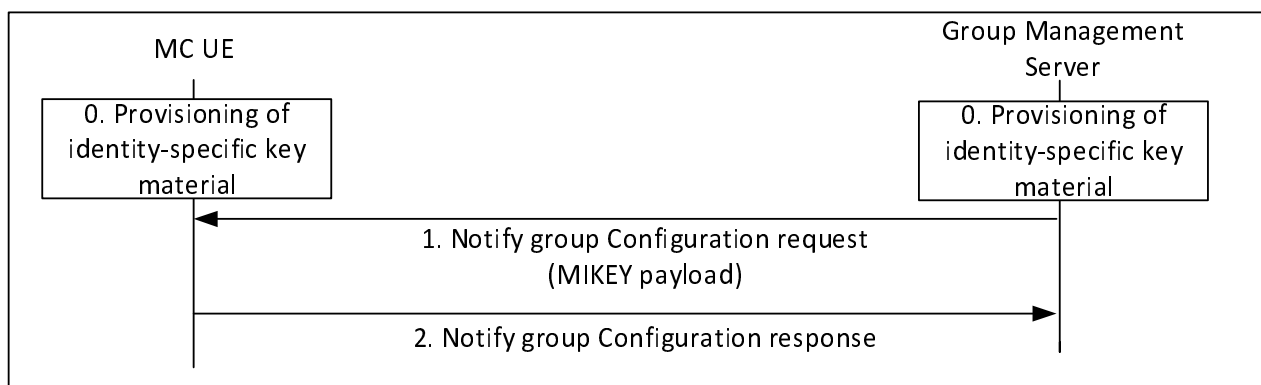 MC UE
Group Management
Server
0. Provisioning of
identity-specific key
material
0. Provisioning of
identity-specific key
material
1. Notify group Configuration request
(MIKEY payload)
2. Notify group Configuration response